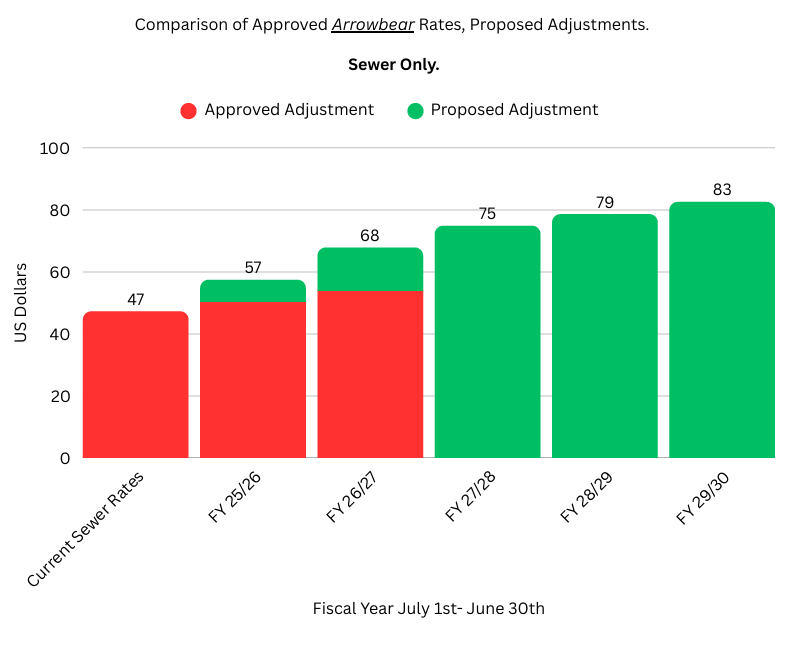 Comparison of Approved Arrowbear Rates, Proposed Adjustments.
Sewer Only.
Approved Adjustment
Proposed Adjustment
100
80
60
40
20
0
US Dollars
47
57
68
75
79
83
Current Sewer Rates
FY 25/26
FY 26/27
FY 27/28
FY 28/29
FY 29/30
Fiscal Year July 1st- June 30th